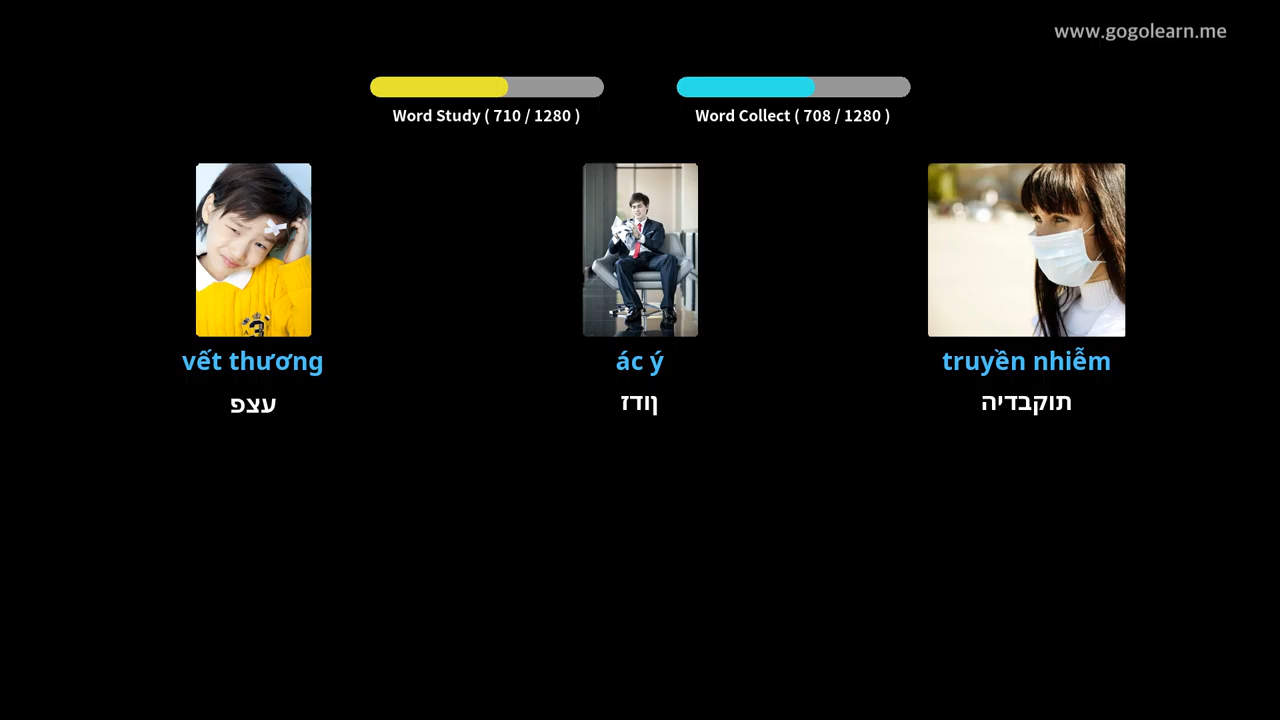 www.gogolearn.me
Word Study ( 710 / 1280 )
Word Collect ( 708 / 1280 )
vết thương
עצפ
ác ý
ןודז
truyền nhiễm
תוקבדיה
3